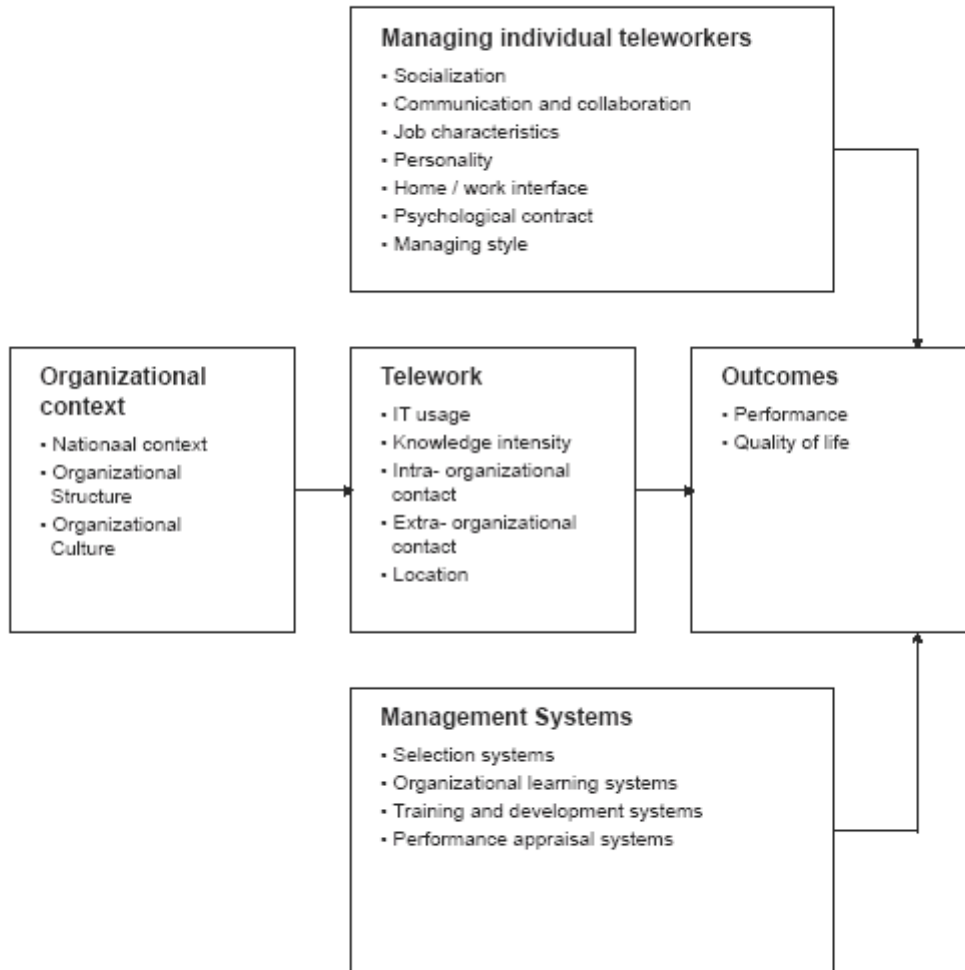 Managing individual teleworkers
▪ Socialization
▪ Communication and collaboration
▪ Job characteristics
▪ Personality
▪ Home / work interface
▪ Psychological contract
▪ Managing style
Organizational
context
▪ Nationaal context
▪ Organizational
Structure
▪ Organizational
Culture
Telework
▪ IT usage
▪ Knowledge intensity
▪ Intra- organizational
contact
▪ Extra- organizational
contact
▪ Location
Outcomes
▪ Performance
▪ Quality of life
Management Systems
▪ Selection systems
▪ Organizational learning systems
▪ Training and development systems
▪ Performance appraisal systems